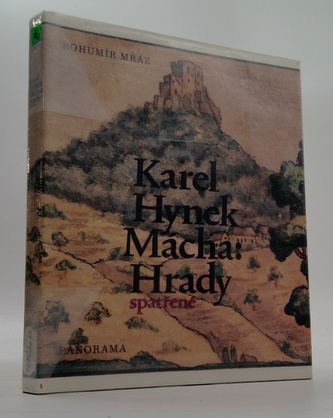 BOHUMÍR MRÁZ
Karel
Hynek
Mácha:
Hrady
spatřené
PANORAMA